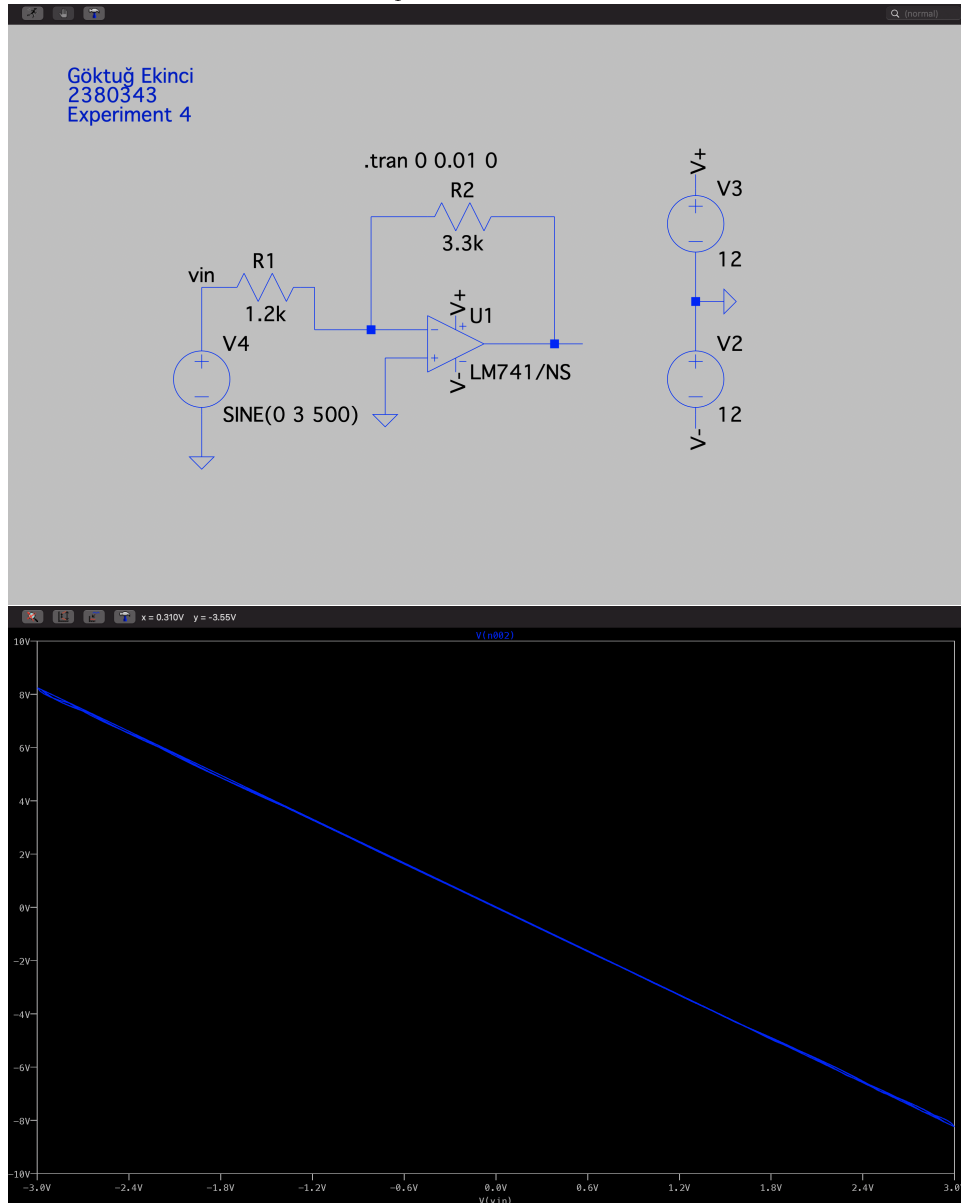 (normal)
Göktuğ Ekinci
2380343
Experiment 4
.tran 0 0.01 0
R2
3.3k
vin
R1
1.2k
V4
SINE(0 3 500)
V+
U1
V-
LM741/NS
V+
V3
12
V2
12
V-
x = 0.310V y = -3.55V
V(n002)
10V
8V
6V
4V
2V
0V
-2V
-4V
-6V
-8V
-10V
-3.0V -2.4V -1.8V -1.2V -0.6V 0.0V 0.6V 1.2V 1.8V 2.4V 3.0
V(vin)